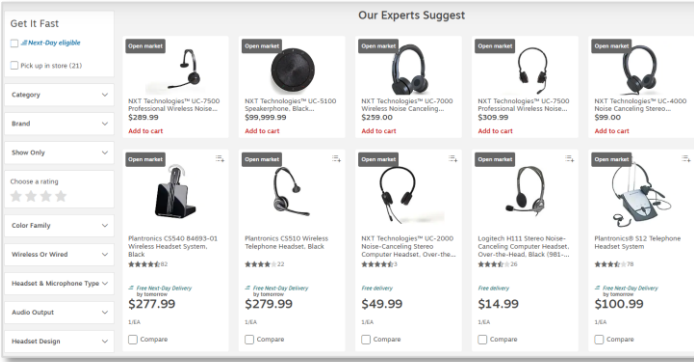 Get It Fast
Next-Day eligible
Pick up in store (21)
Category
Brand
Show Only
Choose a rating
Color Family
Wireless Or Wired
Headset & Microphone Type
Audio Output
Headset Design
Our Experts Suggest
Open market
NXT Technologies™ UC-7500
Professional Wireless Noise...
$289.99
Add to cart
Open market
NXT Technologies™ UC-5100
Speakerphone, Black...
$99,999.99
Add to cart
Open market
NXT Technologies™ UC-7000
Wireless Noise Canceling...
$259.00
Add to cart
Open market
NXT Technologies™ UC-7500
Professional Wireless Noise...
$309.99
Add to cart
Open market
NXT Technologies™ UC-4000
Noise Canceling Stereo...
$99.00
Add to cart
Open market
Plantronics CS540 84693-01
Wireless Headset System,
Black
82
Free Next-Day Delivery
by tomorrow
$277.99
1/EA
Compare
Open market
Plantronics CS510 Wireless
Telephone Headset, Black
22
Free Next-Day Delivery
by tomorrow
$279.99
1/EA
Compare
Open market
NXT Technologies™ UC-2000
Noise-Canceling Stereo
Computer Headset, Over-the...
3
Free delivery
$49.99
1/EA
Compare
Open market
Logitech H111 Stereo Noise-
Canceling Computer Headset,
Over-the-Head, Black (981-...
26
Free delivery
$14.99
1/EA
Compare
Open market
Plantronics® S12 Telephone
Headset System
78
Free Next-Day Delivery
by tomorrow
$100.99
1/EA
Compare